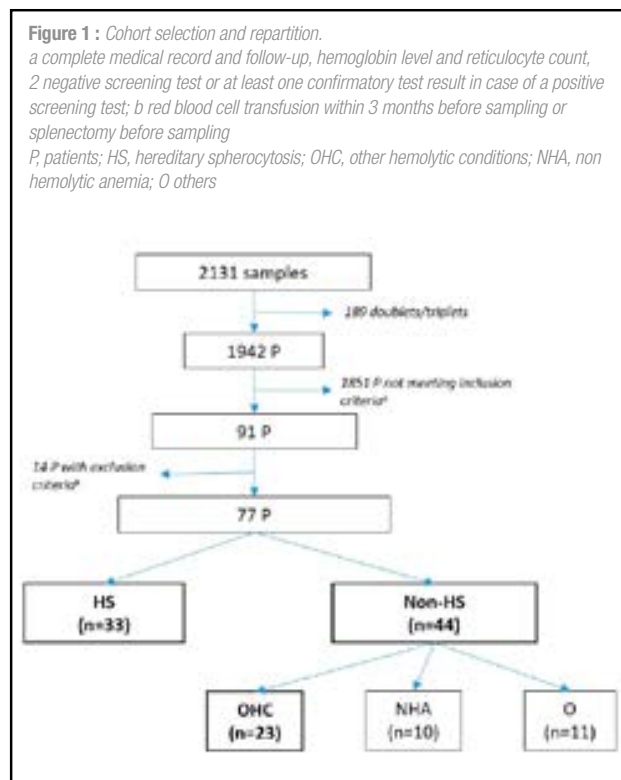 Figure 1 : Cohort selection and repartition.
a complete medical record and follow-up, hemoglobin level and reticulocyte count,
2 negative screening test or at least one confirmatory test result in case of a positive
screening test; b red blood cell transfusion within 3 months before sampling or
splenectomy before sampling
P, patients; HS, hereditary spherocytosis; OHC, other hemolytic conditions; NHA, non
hemolytic anemia; O others
2131 samples
189 doublets/triplets
1942 P
1851 P not meeting inclusion
criteriaᵃ
91 P
14 P with exclusion
criteriaᵇ
77 P
HS
(n=33)
Non-HS
(n=44)
OHC
(n=23)
NHA
(n=10)
O
(n=11)